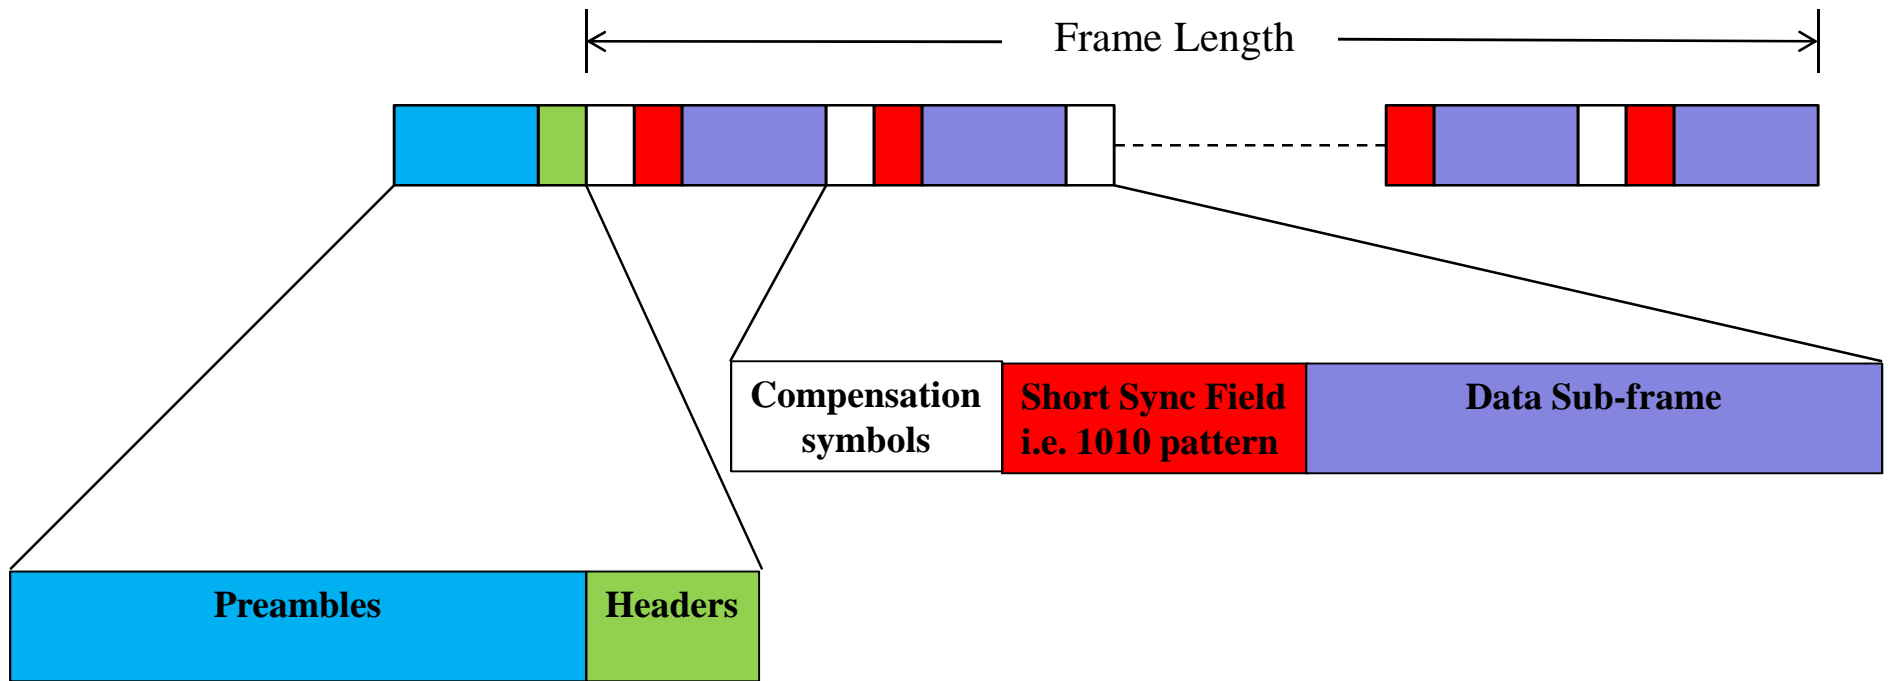 Frame Length
Compensation
symbols
Short Sync Field
i.e. 1010 pattern
Data Sub-frame
Preambles
Headers